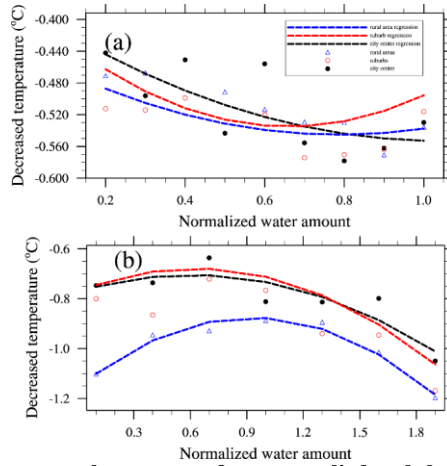 -0.400
-0.440
-0.480
-0.520
-0.560
-0.600
Decreased temperature (°C)
(a)
rural area regression
suburb regression
city center regression
rural areas
suburbs
city center
0.2 0.4 0.6 0.8 1.0
Normalized water amount
-0.6
-0.8
-1.0
-1.2
Decreased temperature (°C)
(b)
0.3 0.6 0.9 1.2 1.5 1.8
Normalized water amount